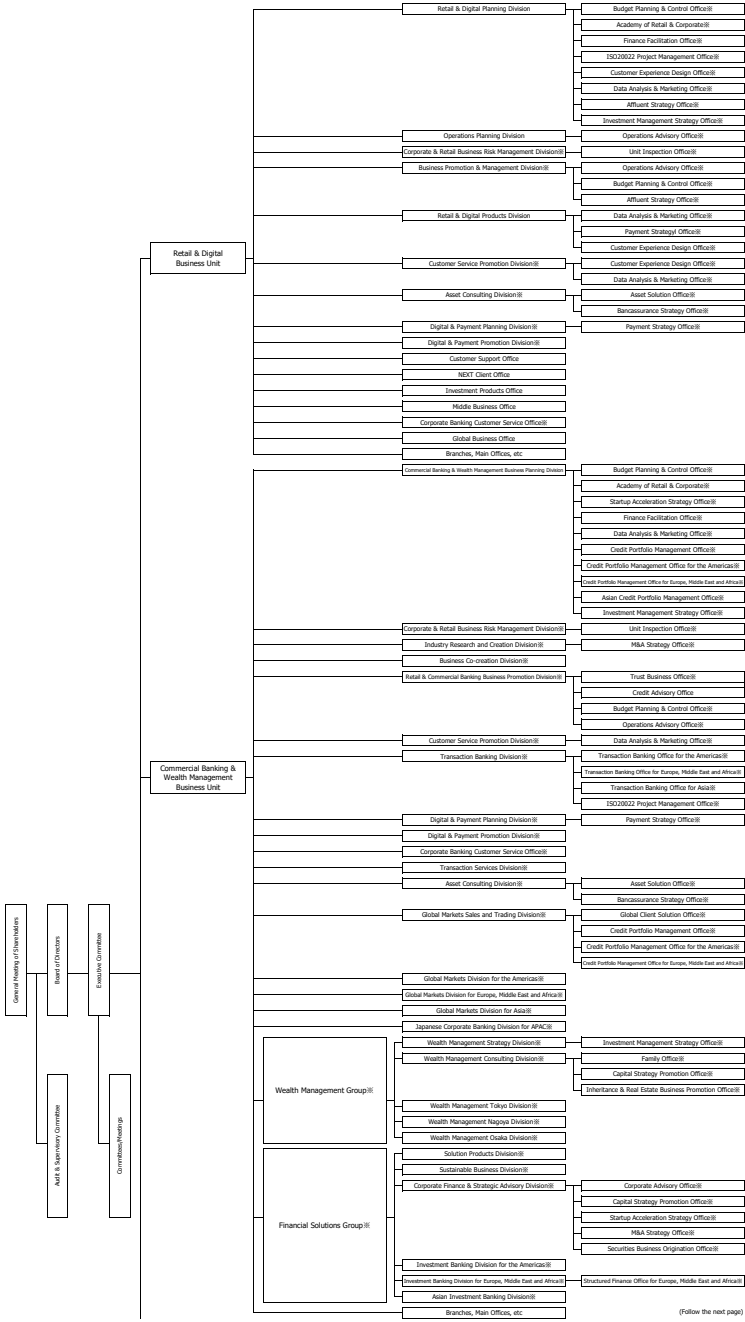 Retail & Digital Planning Division
Budget Planning & Control Office※
Academy of Retail & Corporate※
Finance Facilitation Office※
ISO20022 Project Management Office※
Customer Experience Design Office※
Data Analysis & Marketing Office※
Affluent Strategy Office※
Investment Management Strategy Office※
Operations Planning Division
Operations Advisory Office※
Corporate & Retail Business Risk Management Division※
Unit Inspection Office※
Business Promotion & Management Division※
Operations Advisory Office※
Budget Planning & Control Office※
Affluent Strategy Office※
Retail & Digital Products Division
Data Analysis & Marketing Office※
Payment Strategyl Office※
Customer Experience Design Office※
Retail & Digital
Business Unit
Customer Service Promotion Division※
Customer Experience Design Office※
Data Analysis & Marketing Office※
Asset Consulting Division※
Asset Solution Office※
Bancassurance Strategy Office※
Digital & Payment Planning Division※
Payment Strategy Office※
Digital & Payment Promotion Division※
Customer Support Office
NEXT Client Office
Investment Products Office
Middle Business Office
Corporate Banking Customer Service Office※
Global Business Office
Branches, Main Offices, etc
Commercial Banking & Wealth Management Business Planning Division
Budget Planning & Control Office※
Academy of Retail & Corporate※
Startup Acceleration Strategy Office※
Finance Facilitation Office※
Data Analysis & Marketing Office※
Credit Portfolio Management Office※
Credit Portfolio Management Office for the Americas※
Credit Portfolio Management Office for Europe, Middle East and Africa※
Asian Credit Portfolio Management Office※
Investment Management Strategy Office※
Corporate & Retail Business Risk Management Division※
Unit Inspection Office※
Industry Research and Creation Division※
M&A Strategy Office※
Business Co-creation Division※
Retail & Commercial Banking Business Promotion Division※
Trust Business Office※
Credit Advisory Office
Budget Planning & Control Office※
Operations Advisory Office※
Customer Service Promotion Division※
Data Analysis & Marketing Office※
Commercial Banking &
Wealth Management
Business Unit
Transaction Banking Division※
Transaction Banking Office for the Americas※
Transaction Banking Office for Europe, Middle East and Africa※
Transaction Banking Office for Asia※
ISO20022 Project Management Office※
Digital & Payment Planning Division※
Payment Strategy Office※
Digital & Payment Promotion Division※
Corporate Banking Customer Service Office※
Transaction Services Division※
Asset Consulting Division※
Asset Solution Office※
Bancassurance Strategy Office※
Global Markets Sales and Trading Division※
Global Client Solution Office※
Credit Portfolio Management Office※
Credit Portfolio Management Office for the Americas※
Credit Portfolio Management Office for Europe, Middle East and Africa※
General Meeting of Shareholders
Board of Directors
Executive Committee
Audit & Supervisory Committee
Committees/Meetings
Global Markets Division for the Americas※
Global Markets Division for Europe, Middle East and Africa※
Global Markets Division for Asia※
Japanese Corporate Banking Division for APAC※
Wealth Management Group※
Wealth Management Strategy Division※
Investment Management Strategy Office※
Wealth Management Consulting Division※
Family Office※
Capital Strategy Promotion Office※
Inheritance & Real Estate Business Promotion Office※
Wealth Management Tokyo Division※
Wealth Management Nagoya Division※
Wealth Management Osaka Division※
Financial Solutions Group※
Solution Products Division※
Sustainable Business Division※
Corporate Finance & Strategic Advisory Division※
Corporate Advisory Office※
Capital Strategy Promotion Office※
Startup Acceleration Strategy Office※
M&A Strategy Office※
Securities Business Origination Office※
Investment Banking Division for the Americas※
Investment Banking Division for Europe, Middle East and Africa※
Structured Finance Office for Europe, Middle East and Africa※
Asian Investment Banking Division※
Branches, Main Offices, etc
(Follow the next page)